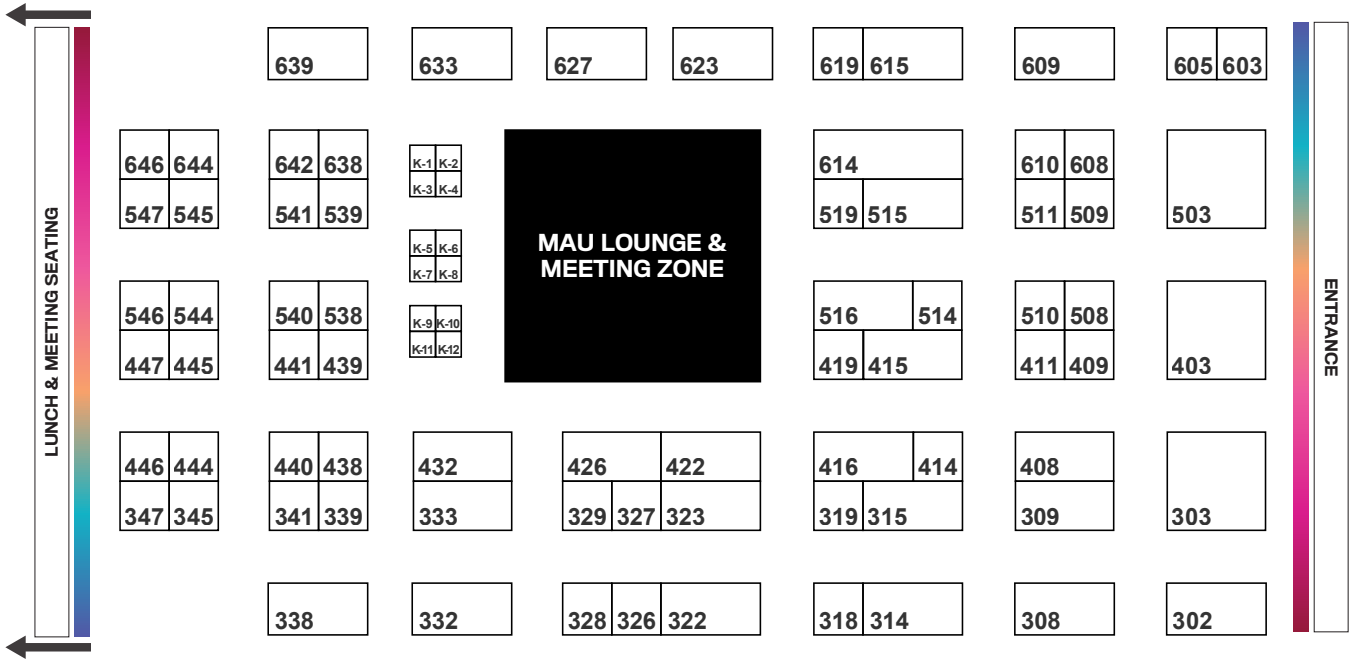 639 633 627 623 619 615 609 605 603
646 644 642 638 K-1 K-2 614 610 608
K-3 K-4
547 545 541 539 519 515 511 509 503
MAU LOUNGE &
MEETING ZONE
K-5 K-6
K-7 K-8
LUNCH & MEETING SEATING
ENTRANCE
546 544 540 538 K-9 K-10 516 514 510 508
K-11 K-12
447 445 441 439 419 415 411 409 403
446 444 440 438 432 426 422 416 414 408
347 345 341 339 333 329 327 323 319 315 309 303
338 332 328 326 322 318 314 308 302